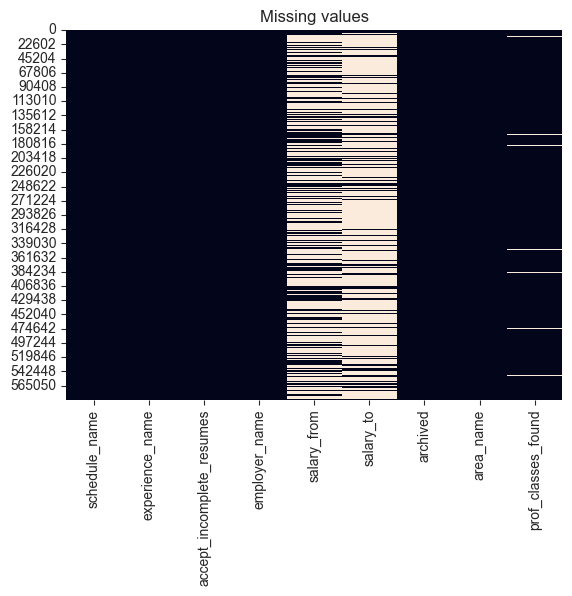 Missing values
0
22602
45204
67806
90408
113010
135612
158214
180816
203418
226020
248622
271224
293826
316428
339030
361632
384234
406836
429438
452040
474642
497244
519846
542448
565050
schedule_name
experience_name
accept_incomplete_resumes
employer_name
salary_from
salary_to
archived
area_name
prof_classes_found